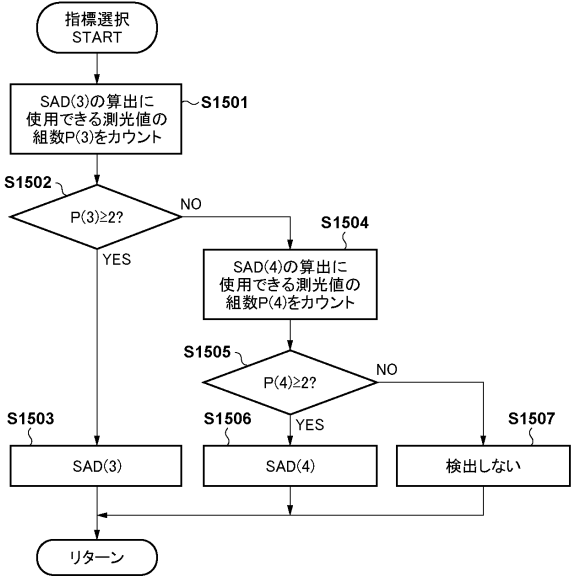 指標選択
START
SAD(3)の算出に
使用できる測光値の
組数P(3)をカウント
S1501
S1502
P(3)≥2?
NO
YES
S1504
SAD(4)の算出に
使用できる測光値の
組数P(4)をカウント
S1505
P(4)≥2?
NO
YES
S1503
SAD(3)
S1506
SAD(4)
S1507
検出しない
リターン